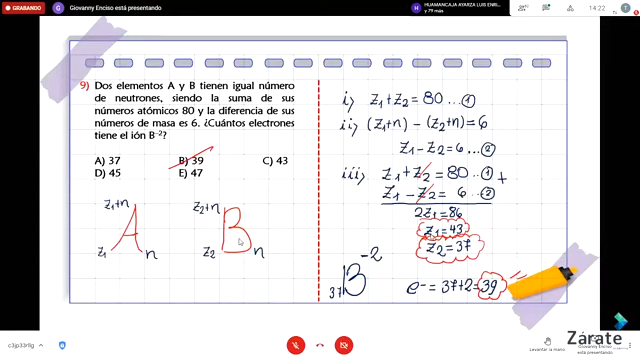 GRABANDO
G Giovanny Enciso está presentando
HUAMANCAJA AYARZA LUIS ENRI...
y 79 más
14:22
T
9) Dos elementos A y B tienen igual número
de neutrones, siendo la suma de sus
números atómicos 80 y la diferencia de sus
números de masa es 6. ¿Cuántos electrones
tiene el ión B⁻²?
A) 37 B) 39 C) 43
D) 45 E) 47
z₁+n A z₁ n
z₂+n B z₂ n
i) z₁+z₂ = 80 ...①
ii) (z₁+n) - (z₂+n) = 6
z₁ - z₂ = 6 ...②
iii) z₁ + z₂ = 80 ...① +
z₁ - z₂ = 6 ...②
2z₁ = 86
z₁ = 43
z₂ = 37
₃₇B⁻²
e⁻ = 37+2 = 39
c3jp33rllg
Levantar la mano
Giovanny Enciso
está presentando
Zárate